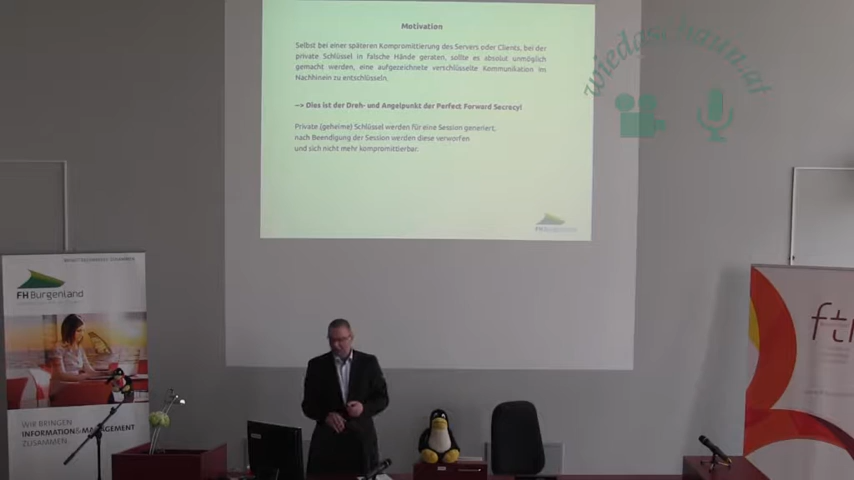 Motivation
Selbst bei einer späteren Kompromittierung des Servers oder Clients, bei der
private Schlüssel in falsche Hände geraten, sollte es absolut unmöglich
gemacht werden, eine aufgezeichnete verschlüsselte Kommunikation im
Nachhinein zu entschlüsseln.
--> Dies ist der Dreh- und Angelpunkt der Perfect Forward Secrecy!
Private (geheime) Schlüssel werden für eine Session generiert,
nach Beendigung der Session werden diese verworfen
und sich nicht mehr kompromittierbar.
wiedaschaun.at
FH Burgenland
WIR BRINGEN
INFORMATION & MANAGEMENT
ZUSAMMEN.